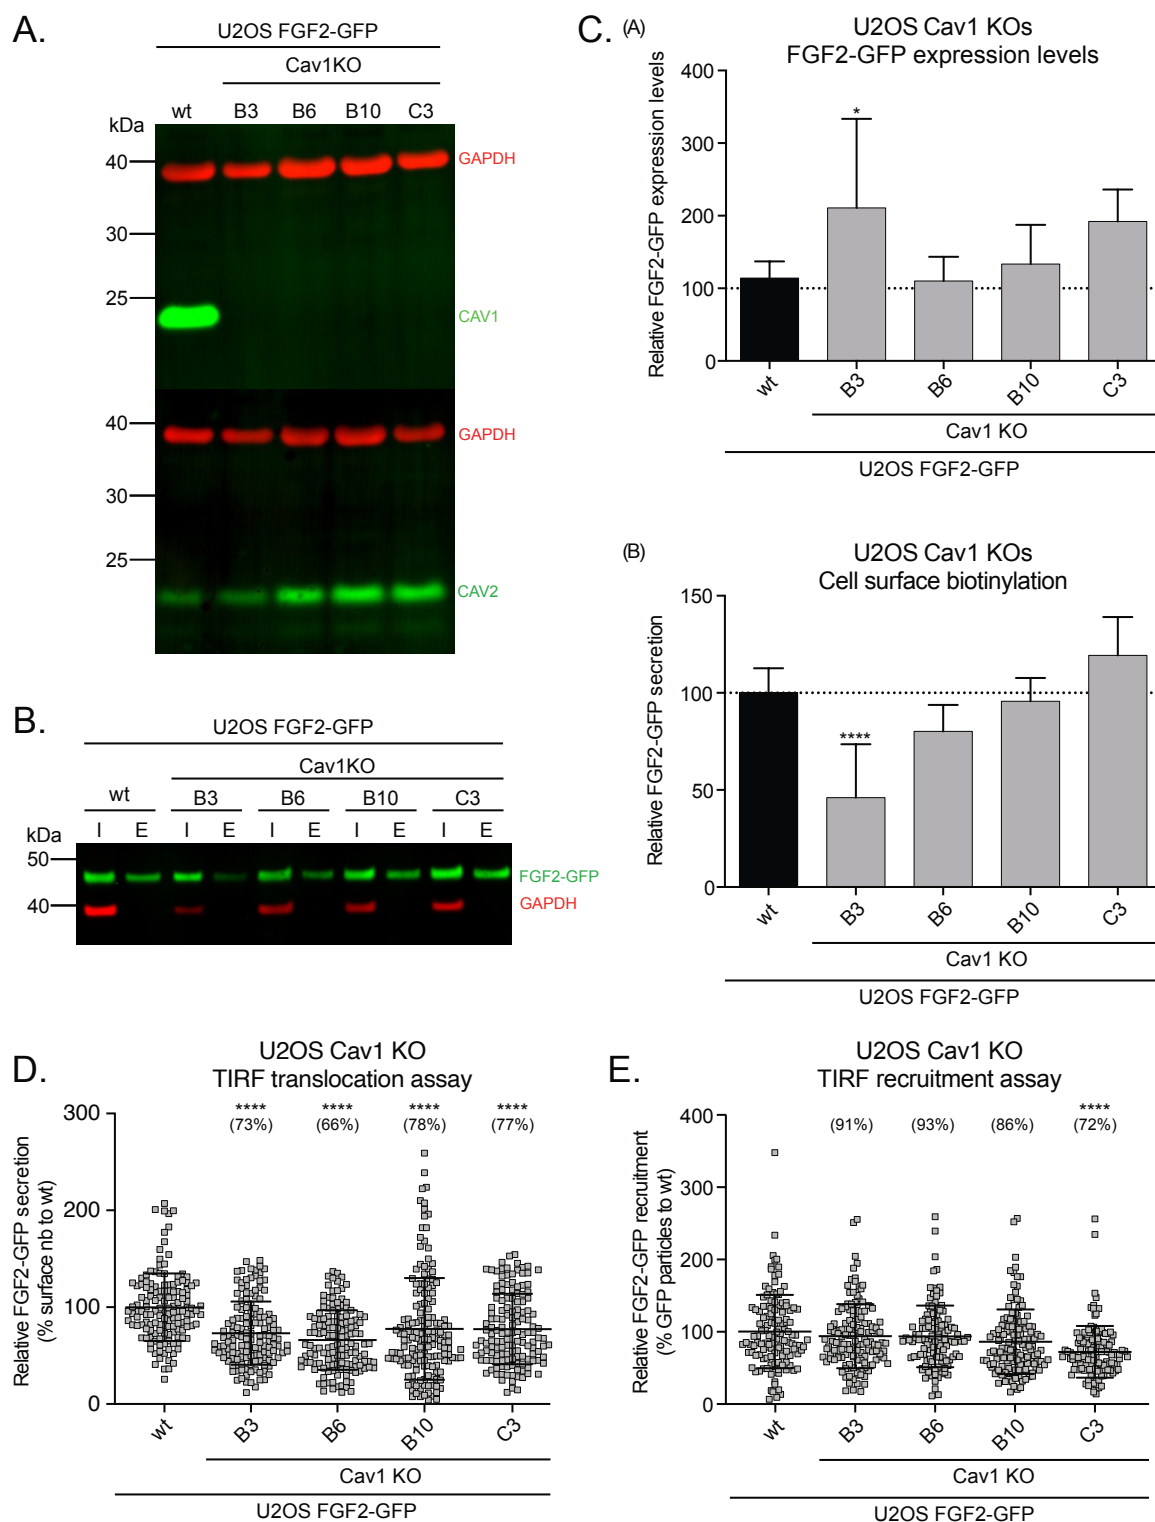 A.
U2OS FGF2-GFP
Cav1KO
wt B3 B6 B10 C3
kDa
40
GAPDH
30
25
CAV1
40
GAPDH
30
25
CAV2
B.
U2OS FGF2-GFP
Cav1KO
wt B3 B6 B10 C3
I E I E I E I E I E
kDa
50
FGF2-GFP
40
GAPDH
C.
(A)
U2OS Cav1 KOs
FGF2-GFP expression levels
Relative FGF2-GFP expression levels
400
300
200
100
0
*
wt B3 B6 B10 C3
Cav1 KO
U2OS FGF2-GFP
(B)
U2OS Cav1 KOs
Cell surface biotinylation
Relative FGF2-GFP secretion
150
100
50
0
****
wt B3 B6 B10 C3
Cav1 KO
U2OS FGF2-GFP
D.
U2OS Cav1 KO
TIRF translocation assay
Relative FGF2-GFP secretion
(% surface nb to wt)
300
200
100
0
**** **** **** ****
(73%) (66%) (78%) (77%)
wt B3 B6 B10 C3
Cav1 KO
U2OS FGF2-GFP
E.
U2OS Cav1 KO
TIRF recruitment assay
Relative FGF2-GFP recruitment
(% GFP particles to wt)
400
300
200
100
0
****
(91%) (93%) (86%) (72%)
wt B3 B6 B10 C3
Cav1 KO
U2OS FGF2-GFP